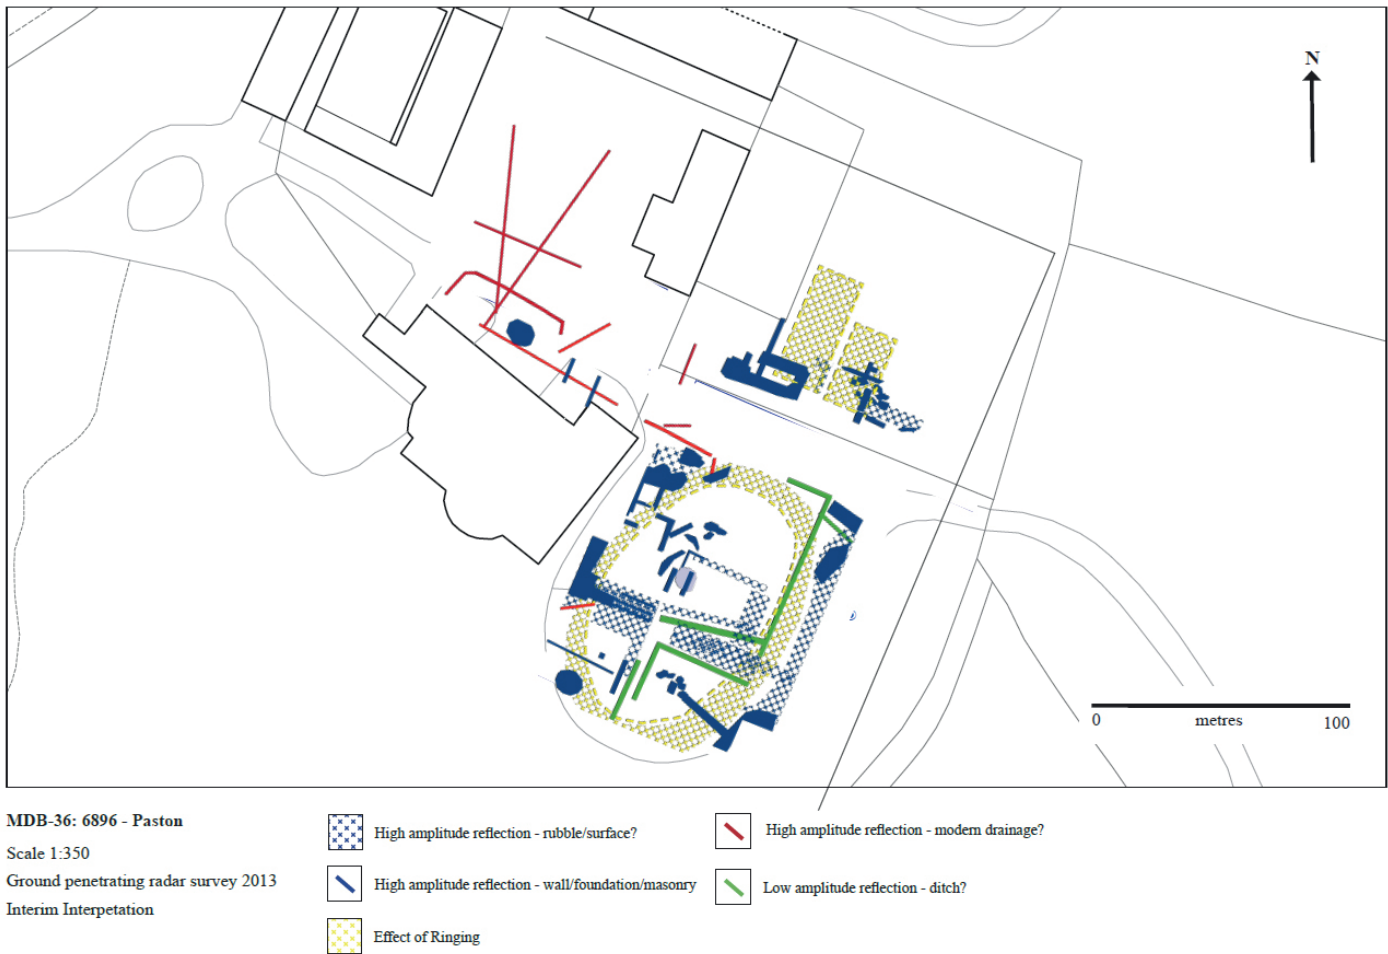 N
0 metres 100
MDB-36: 6896 - Paston
Scale 1:350
Ground penetrating radar survey 2013
Interim Interpetation
High amplitude reflection - rubble/surface?
High amplitude reflection - wall/foundation/masonry
Effect of Ringing
High amplitude reflection - modern drainage?
Low amplitude reflection - ditch?